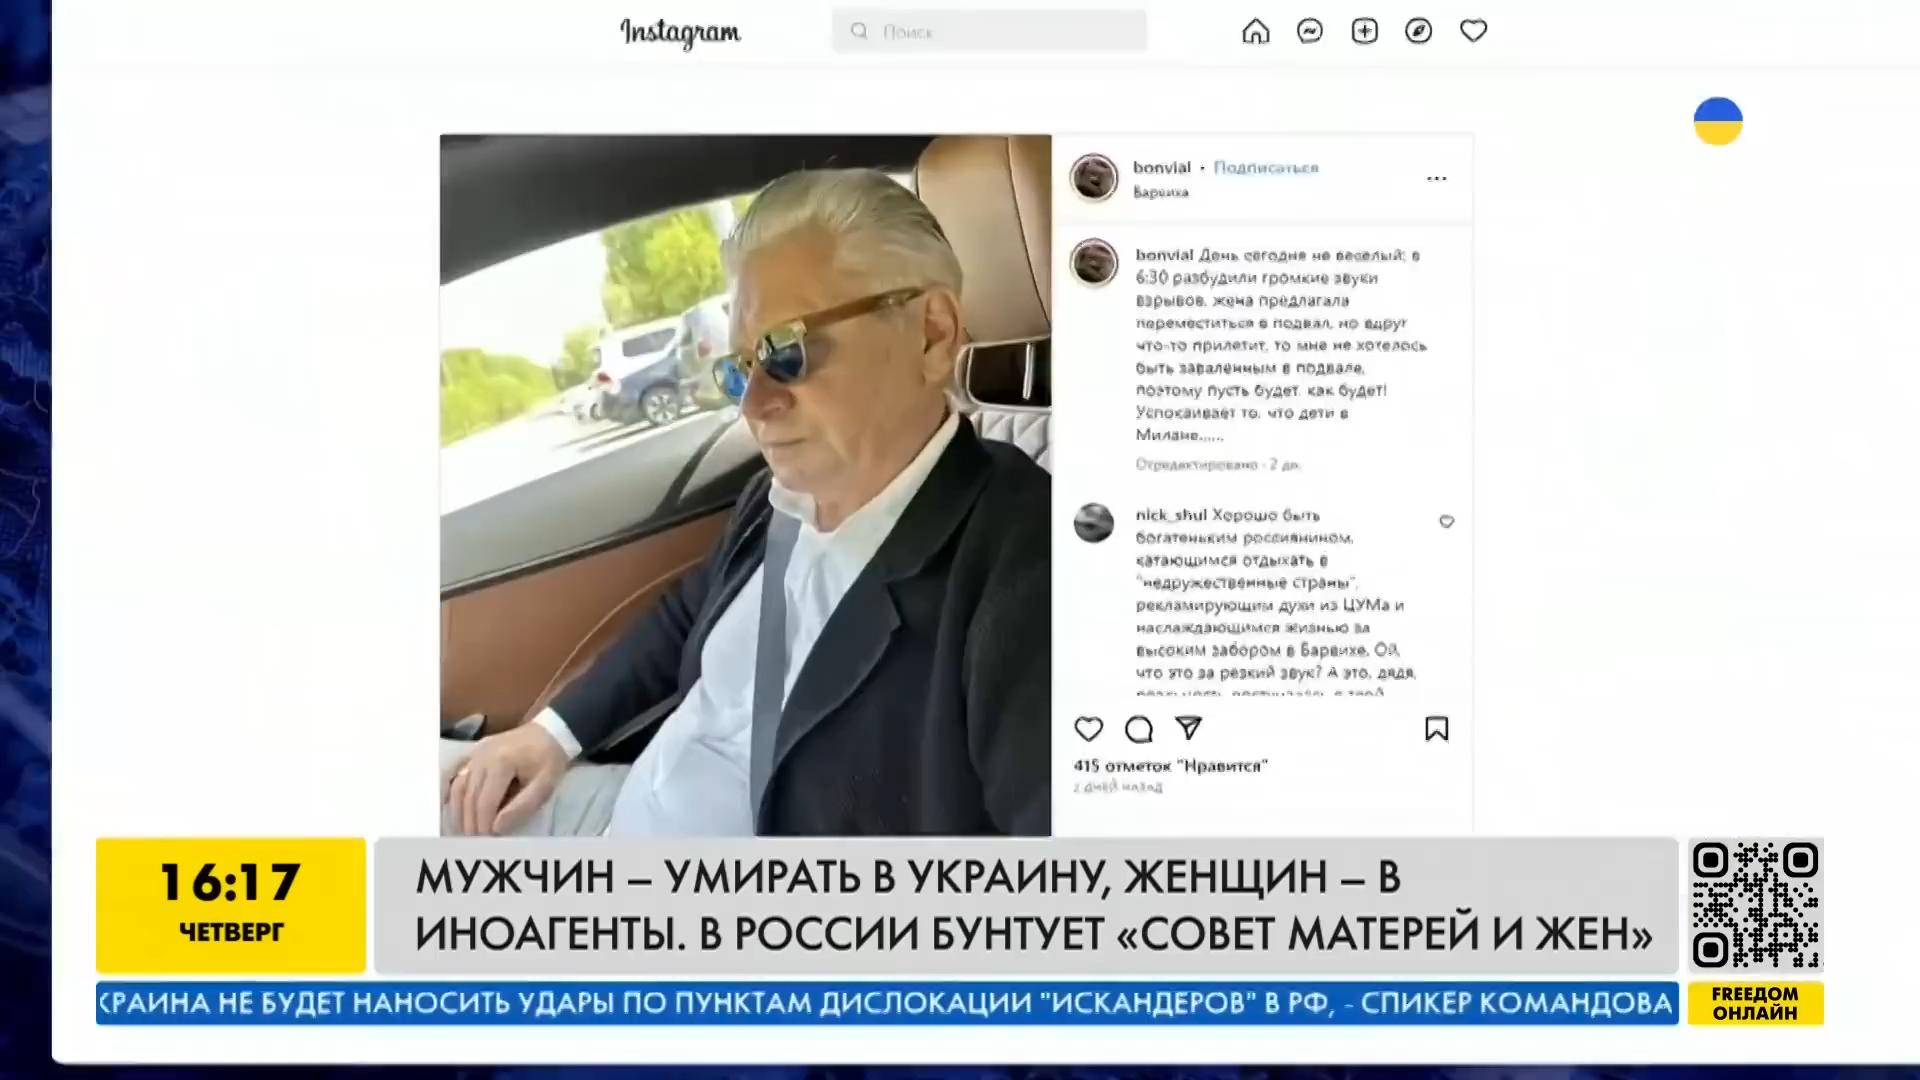 Instagram
Поиск
bonvial • Подписаться
Барвиха
bonvial День сегодня не веселый: в
6:30 разбудили громкие звуки
взрывов, жена предлагала
переместиться в подвал, но вдруг
что-то прилетит, то мне не хотелось
быть заваленным в подвале,
поэтому пусть будет, как будет!
Успокаивает то, что дети в
Милане......
Отредактировано · 2 дн.
nick_shul Хорошо быть
богатеньким россиянином,
катающимся отдыхать в
"недружественные страны",
рекламирующим духи из ЦУМа и
наслаждающимся жизнью за
высоким забором в Барвихе. Ой,
что это за резкий звук? А это, дядя,
415 отметок "Нравится"
2 дней назад
16:17
ЧЕТВЕРГ
МУЖЧИН – УМИРАТЬ В УКРАИНУ, ЖЕНЩИН – В
ИНОАГЕНТЫ. В РОССИИ БУНТУЕТ «СОВЕТ МАТЕРЕЙ И ЖЕН»
КРАИНА НЕ БУДЕТ НАНОСИТЬ УДАРЫ ПО ПУНКТАМ ДИСЛОКАЦИИ "ИСКАНДЕРОВ" В РФ, - СПИКЕР КОМАНДОВА
FREEДОМ
ОНЛАЙН